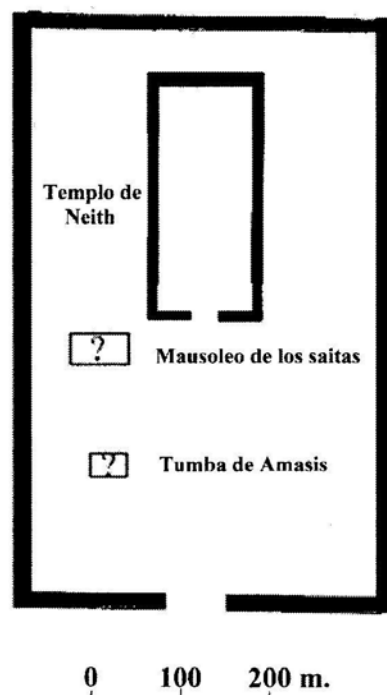 Templo de
Neith
?
Mausoleo de los saitas
?
Tumba de Amasis
0 100 200 m.